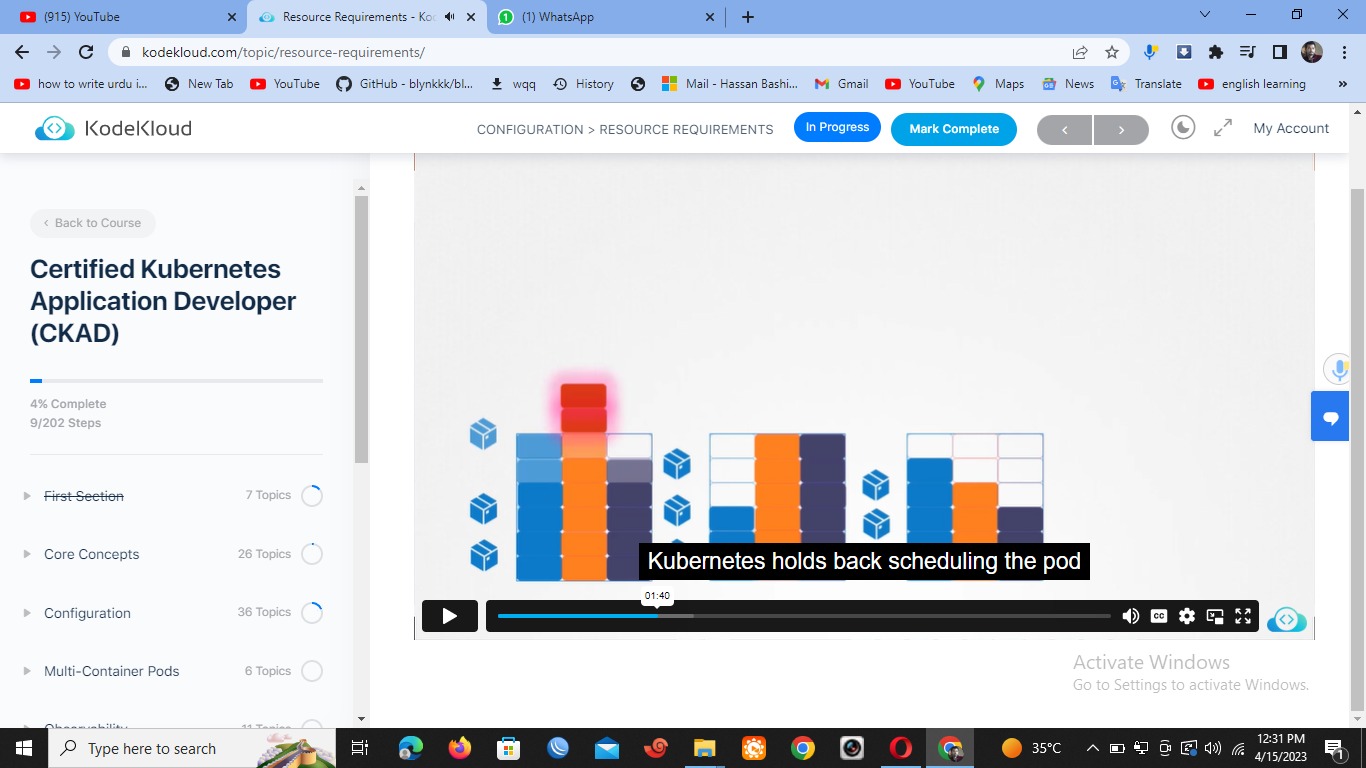 (915) YouTube
Resource Requirements - Ko
(1) WhatsApp
kodekloud.com/topic/resource-requirements/
how to write urdu i...
New Tab
YouTube
GitHub - blynkkk/bl...
wqq
History
Mail - Hassan Bashi...
Gmail
YouTube
Maps
News
Translate
english learning
»
KodeKloud
CONFIGURATION > RESOURCE REQUIREMENTS
In Progress
Mark Complete
My Account
Back to Course
Certified Kubernetes
Application Developer
(CKAD)
4% Complete
9/202 Steps
First Section
7 Topics
Core Concepts
26 Topics
Configuration
36 Topics
Multi-Container Pods
6 Topics
Observability
11 Topics
Kubernetes holds back scheduling the pod
01:40
CC
Activate Windows
Go to Settings to activate Windows.
Type here to search
35°C
12:31 PM
4/15/2023
1